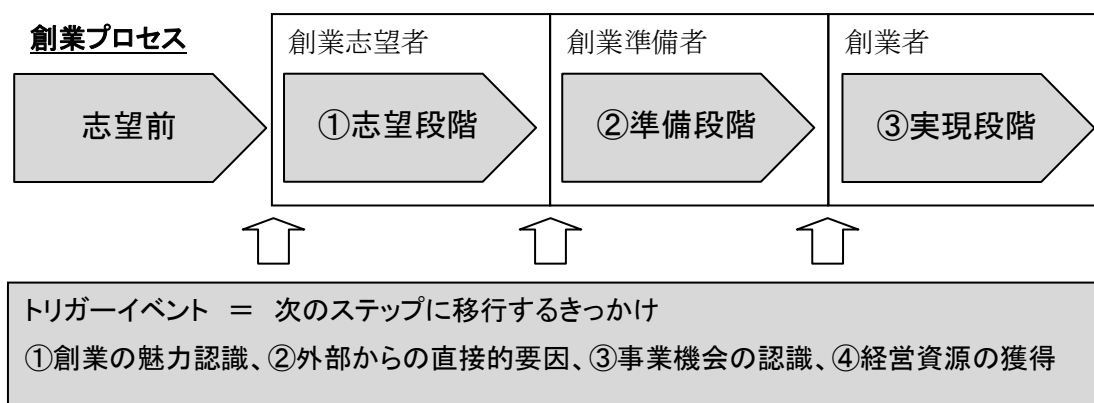 創業プロセス
創業志望者
創業準備者
創業者
志望前
①志望段階
②準備段階
③実現段階
トリガーイベント ＝ 次のステップに移行するきっかけ
①創業の魅力認識、②外部からの直接的要因、③事業機会の認識、④経営資源の獲得